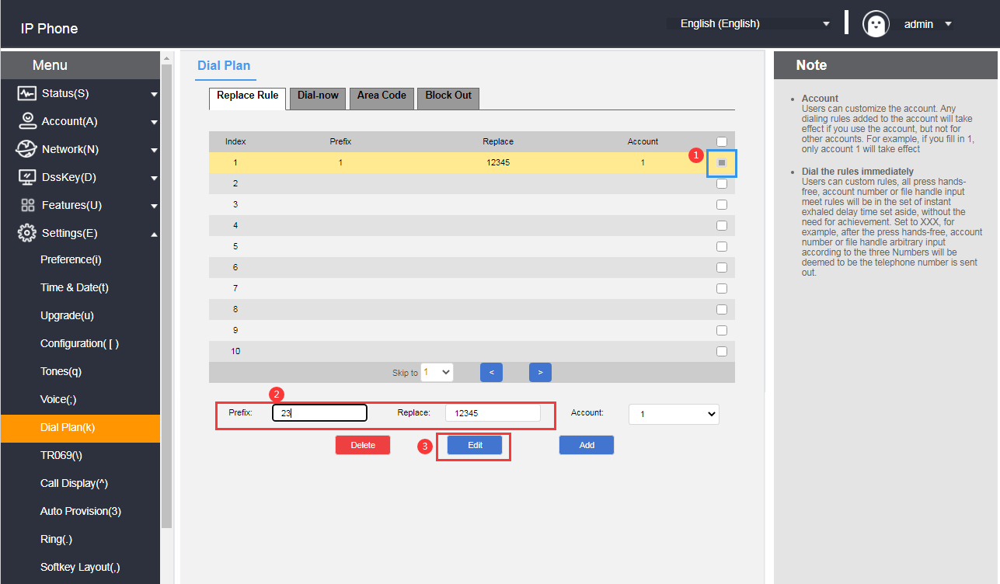 IP Phone
English (English)
admin
Menu
Status(S)
Account(A)
Network(N)
DssKey(D)
Features(U)
Settings(E)
Preference(i)
Time & Date(t)
Upgrade(u)
Configuration( [ )
Tones(q)
Voice(;)
Dial Plan(k)
TR069(\)
Call Display(^)
Auto Provision(3)
Ring(.)
Softkey Layout(,)
Dial Plan
Replace Rule Dial-now Area Code Block Out
Index Prefix Replace Account
1 1 12345 1
1
2
3
4
5
6
7
8
9
10
Skip to 1 < >
2
Prefix: 23 Replace: 12345 Account: 1
Delete 3 Edit Add
Note
• Account
Users can customize the account. Any
dialing rules added to the account will take
effect if you use the account, but not for
other accounts. For example, if you fill in 1,
only account 1 will take effect
• Dial the rules immediately
Users can custom rules, all press hands-
free, account number or file handle input
meet rules will be in the set of instant
exhaled delay time set aside, without the
need for achievement. Set to XXX, for
example, after the press hands-free, account
number or file handle arbitrary input
according to the three Numbers will be
deemed to be the telephone number is sent
out.